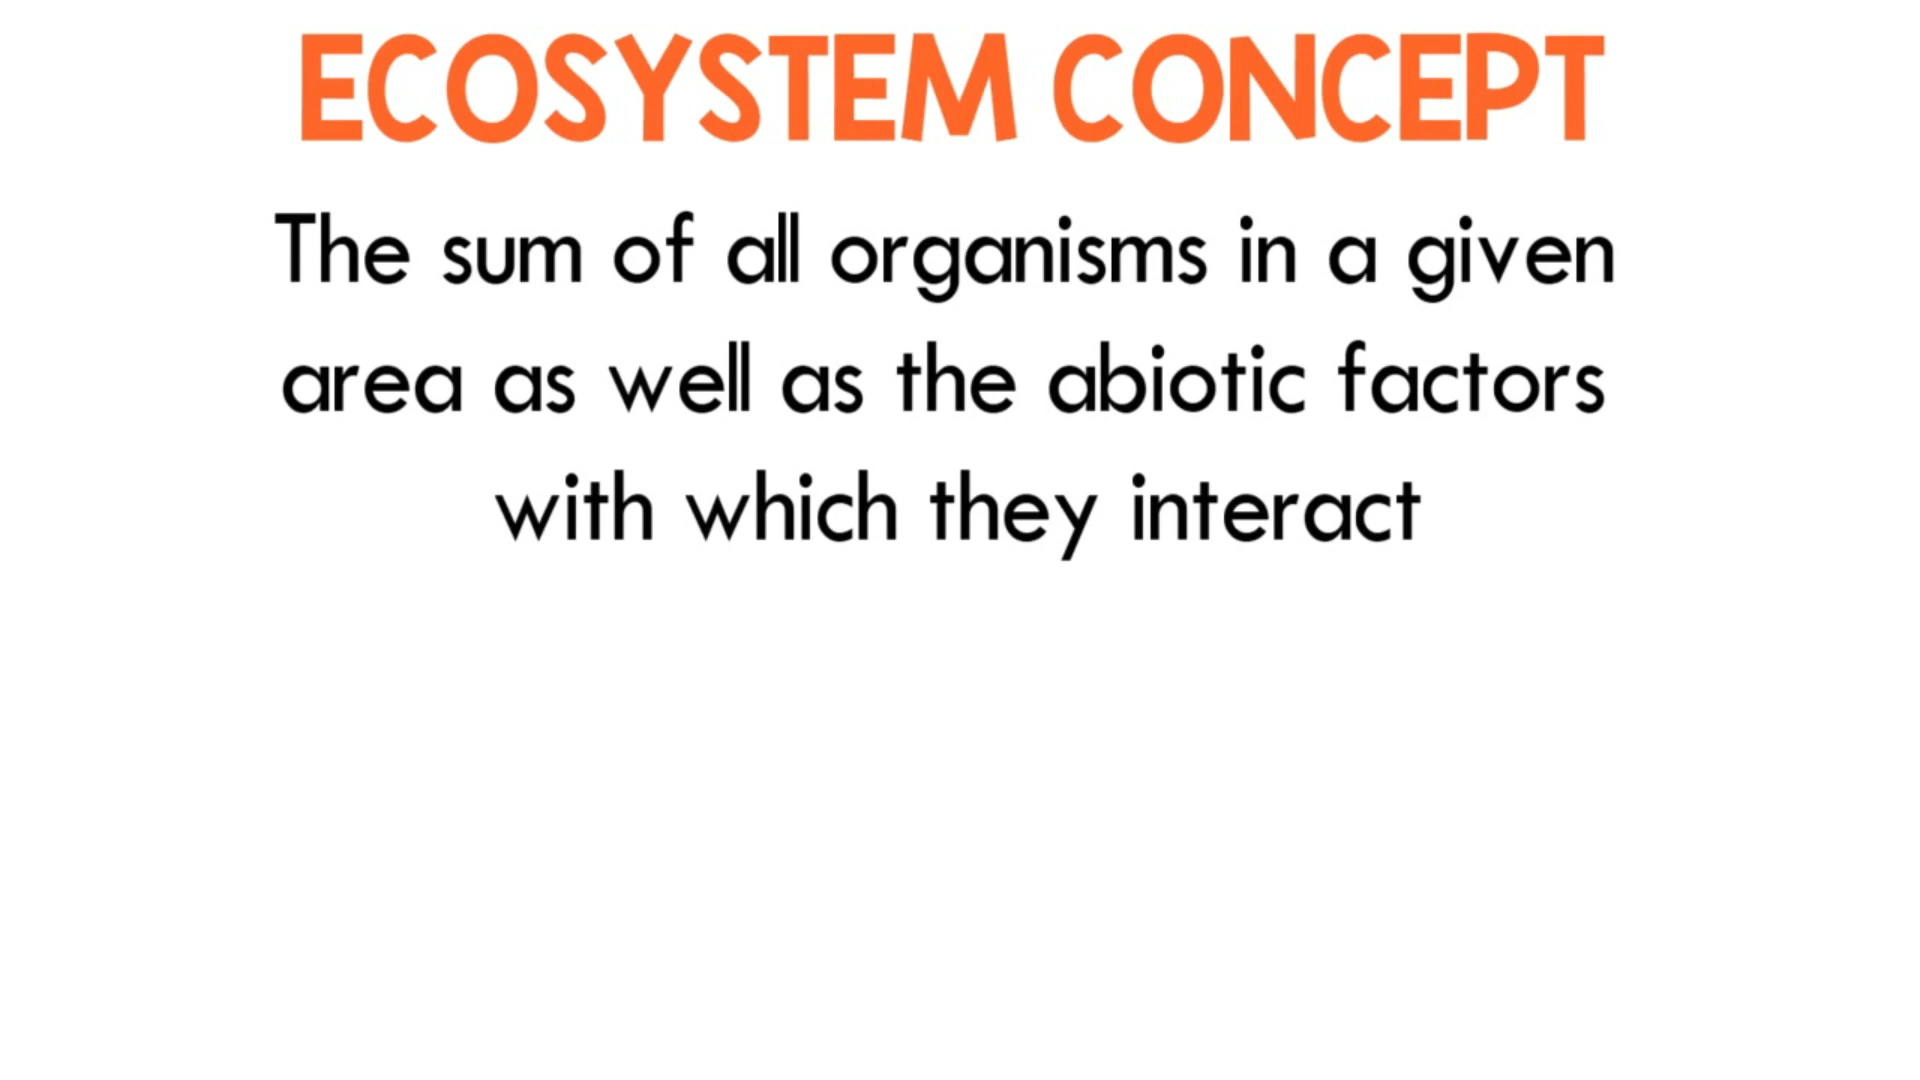 ECOSYSTEM CONCEPT
The sum of all organisms in a given
area as well as the abiotic factors
with which they interact